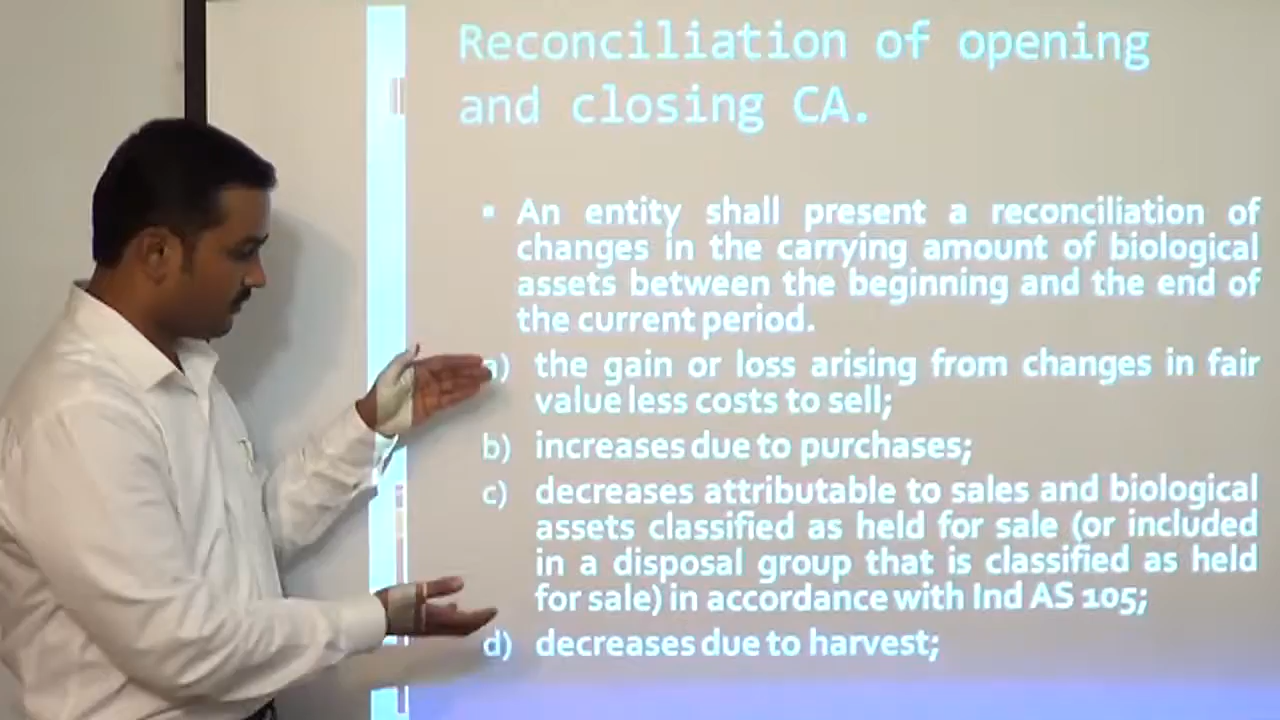 Reconciliation of opening
and closing CA.
▪ An entity shall present a reconciliation of
changes in the carrying amount of biological
assets between the beginning and the end of
the current period.
a) the gain or loss arising from changes in fair
value less costs to sell;
b) increases due to purchases;
c) decreases attributable to sales and biological
assets classified as held for sale (or included
in a disposal group that is classified as held
for sale) in accordance with Ind AS 105;
d) decreases due to harvest;